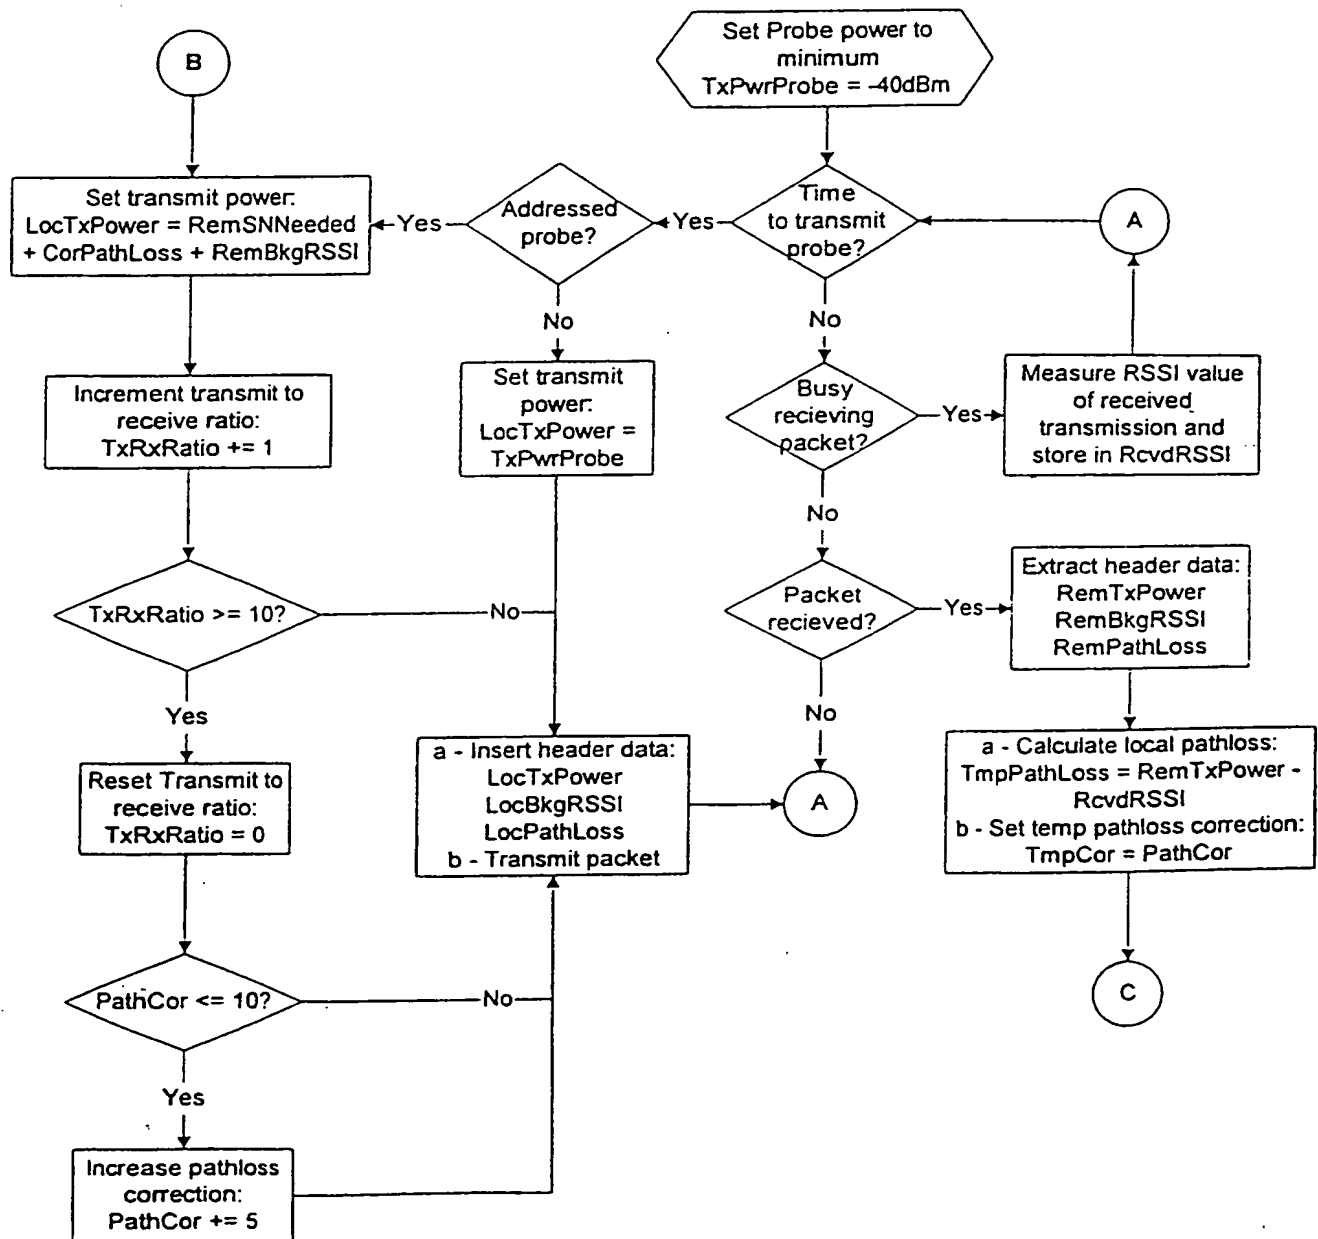 B
Set Probe power to
minimum
TxPwrProbe = -40dBm
Set transmit power:
LocTxPower = RemSNNeeded
+ CorPathLoss + RemBkgRSSI
Yes
Addressed
probe?
Yes
Time
to transmit
probe?
A
No
No
Increment transmit to
receive ratio:
TxRxRatio += 1
Set transmit
power:
LocTxPower =
TxPwrProbe
Busy
recieving
packet?
Yes
Measure RSSI value
of received
transmission and
store in RcvdRSSI
No
TxRxRatio >= 10?
No
Packet
recieved?
Yes
Extract header data:
RemTxPower
RemBkgRSSI
RemPathLoss
Yes
No
Reset Transmit to
receive ratio:
TxRxRatio = 0
a - Insert header data:
LocTxPower
LocBkgRSSI
LocPathLoss
b - Transmit packet
A
a - Calculate local pathloss:
TmpPathLoss = RemTxPower -
RcvdRSSI
b - Set temp pathloss correction:
TmpCor = PathCor
PathCor <= 10?
No
C
Yes
Increase pathloss
correction:
PathCor += 5